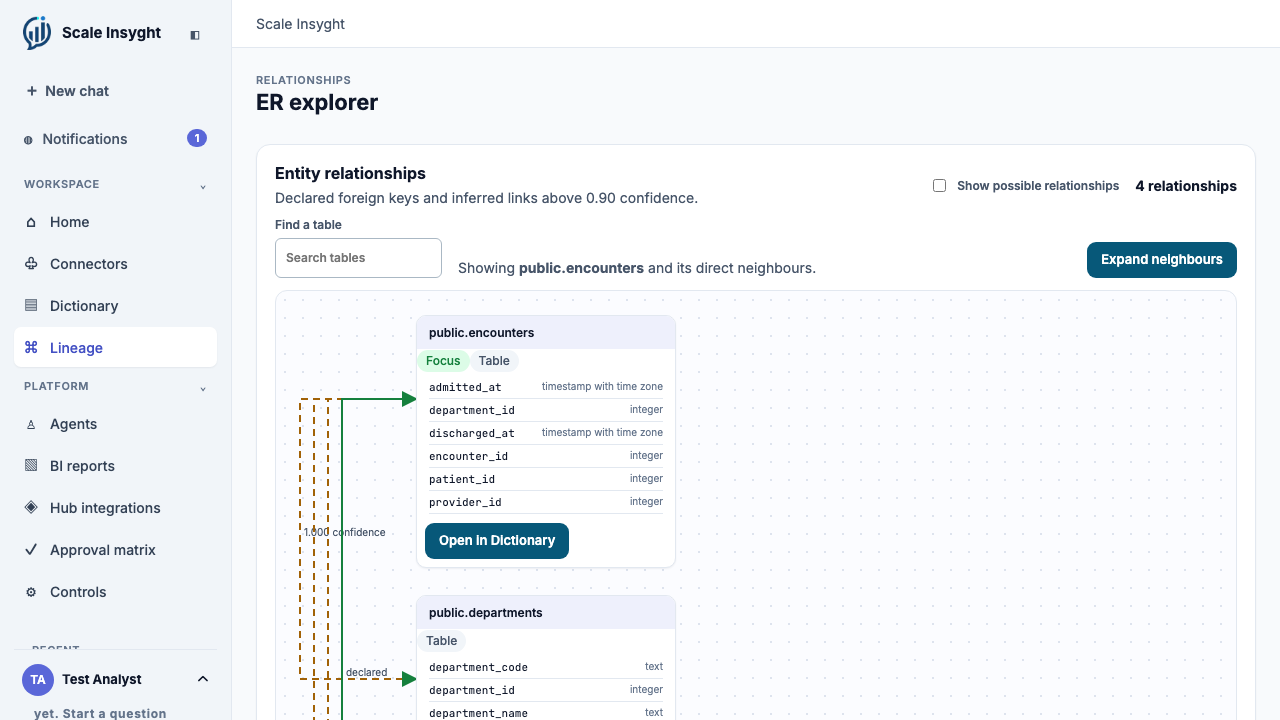 Scale Insyght
New chat
Notifications
1
WORKSPACE
Home
Connectors
Dictionary
Lineage
PLATFORM
Agents
BI reports
Hub integrations
Approval matrix
Controls
RECENT
TA
Test Analyst
yet. Start a question
Scale Insyght
RELATIONSHIPS
ER explorer
Entity relationships
Declared foreign keys and inferred links above 0.90 confidence.
Show possible relationships
4 relationships
Find a table
Search tables
Showing public.encounters and its direct neighbours.
Expand neighbours
public.encounters
Focus Table
admitted_at timestamp with time zone
department_id integer
discharged_at timestamp with time zone
encounter_id integer
patient_id integer
provider_id integer
1.000 confidence
Open in Dictionary
public.departments
Table
department_code text
declared
department_id integer
department_name text